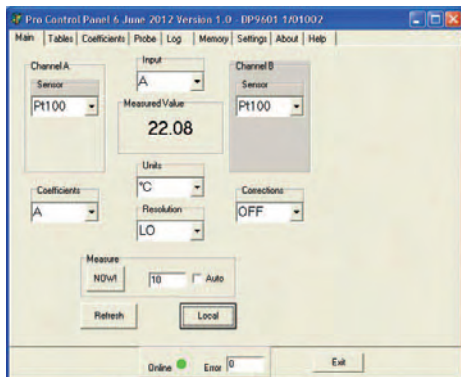 Pro Control Panel 6 June 2012 Version 1.0 - DP9601 1/01002
Main Tables Coefficients Probe Log Memory Settings About Help
Channel A
Sensor
Pt100
Input
A
Measured Value
22.08
Channel B
Sensor
Pt100
Units
°C
Coefficients
A
Resolution
LO
Corrections
OFF
Measure
NOW!
10
Auto
Refresh
Local
Online
Error
0
Exit